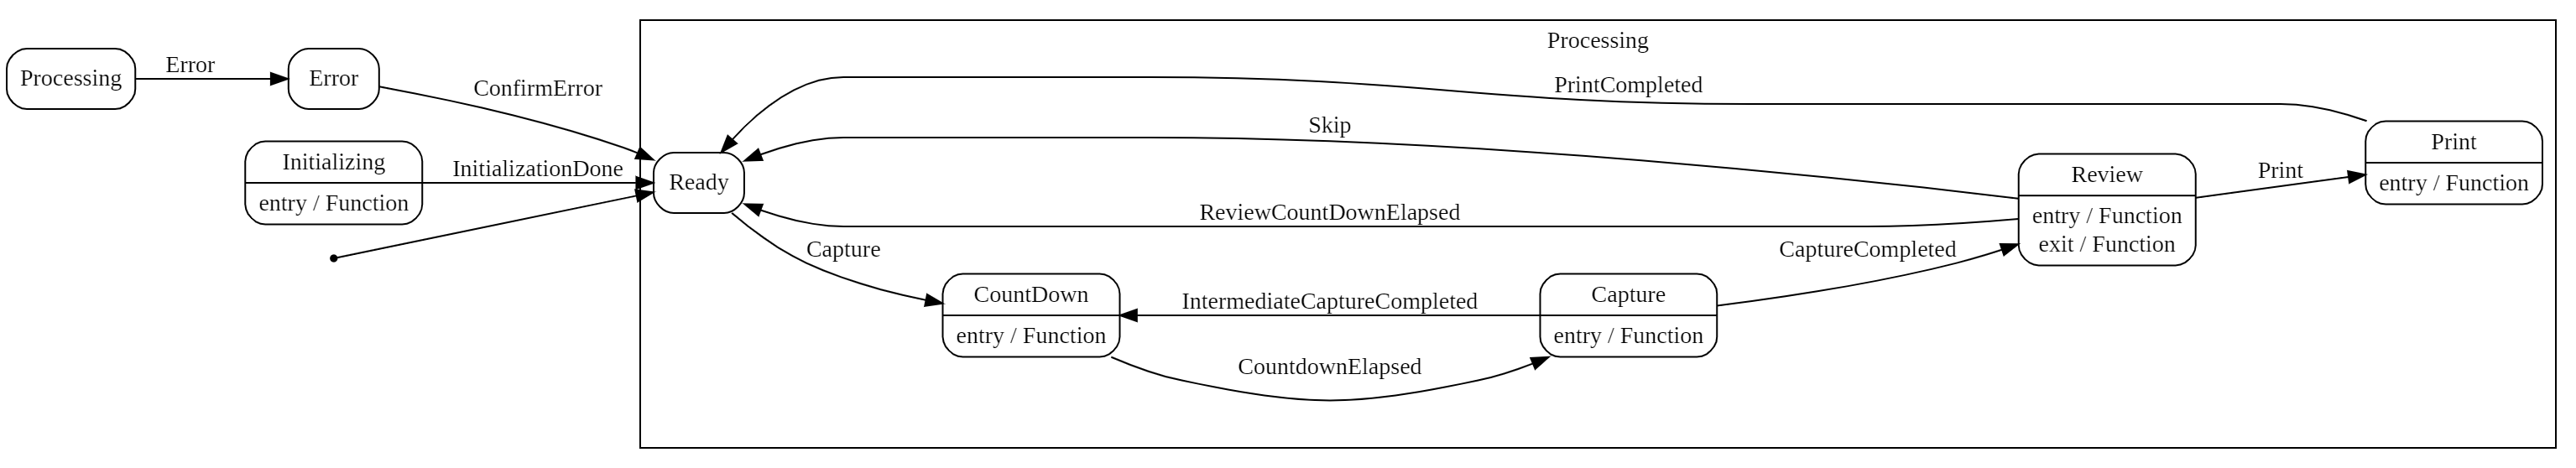 Processing
Error
Error
ConfirmError
Initializing
entry / Function
InitializationDone
Processing
PrintCompleted
Skip
Ready
ReviewCountDownElapsed
Capture
CountDown
entry / Function
IntermediateCaptureCompleted
CountdownElapsed
Capture
entry / Function
CaptureCompleted
Review
entry / Function
exit / Function
Print
Print
entry / Function